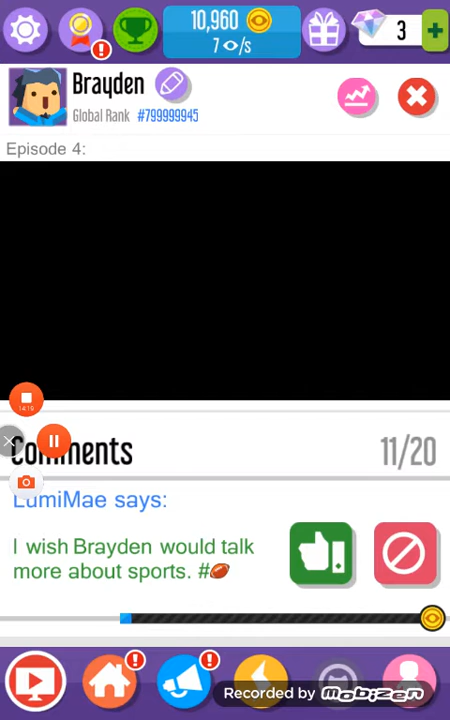 10,960
7 /s
3
Brayden
Global Rank #799999945
Episode 4:
14:15
Comments 11/20
LumiMae says:
I wish Brayden would talk
more about sports. #🏈
Recorded by Mobizen